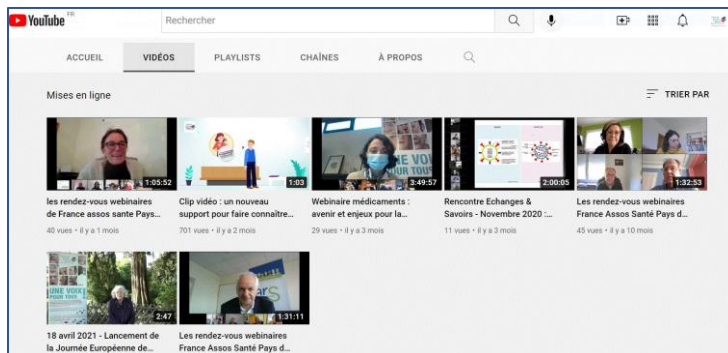 YouTube FR
Rechercher
ACCUEIL VIDÉOS PLAYLISTS CHAÎNES À PROPOS
Mises en ligne
TRIER PAR
1:05:52
1:03
UNE VOIX
POUR TOUS
3:49:57
2:00:05
1:32:53
les rendez-vous webinaires
de France assos sante Pays...
40 vues • il y a 1 mois
Clip vidéo : un nouveau
support pour faire connaître...
701 vues • il y a 2 mois
Webinaire médicaments :
avenir et enjeux pour la...
29 vues • il y a 3 mois
Rencontre Echanges &
Savoirs - Novembre 2020 :...
11 vues • il y a 3 mois
Les rendez-vous webinaires
France Assos Santé Pays d...
45 vues • il y a 10 mois
UNE VOIX
POUR TOUS
2:47
1:31:11
18 avril 2021 - Lancement de
la Journée Européenne de...
Les rendez-vous webinaires
France Assos Santé Pays d...